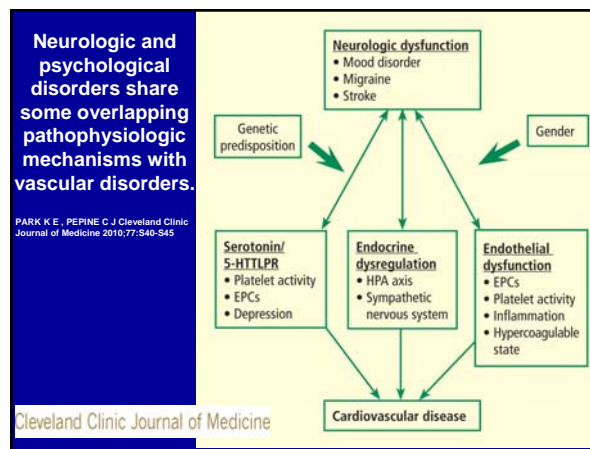 Neurologic and
psychological
disorders share
some overlapping
pathophysiologic
mechanisms with
vascular disorders.
PARK K E , PEPINE C J Cleveland Clinic
Journal of Medicine 2010;77:S40-S45
Cleveland Clinic Journal of Medicine
Neurologic dysfunction
• Mood disorder
• Migraine
• Stroke
Genetic
predisposition
Gender
Serotonin/
5-HTTLPR
• Platelet activity
• EPCs
• Depression
Endocrine
dysregulation
• HPA axis
• Sympathetic
nervous system
Endothelial
dysfunction
• EPCs
• Platelet activity
• Inflammation
• Hypercoagulable
state
Cardiovascular disease